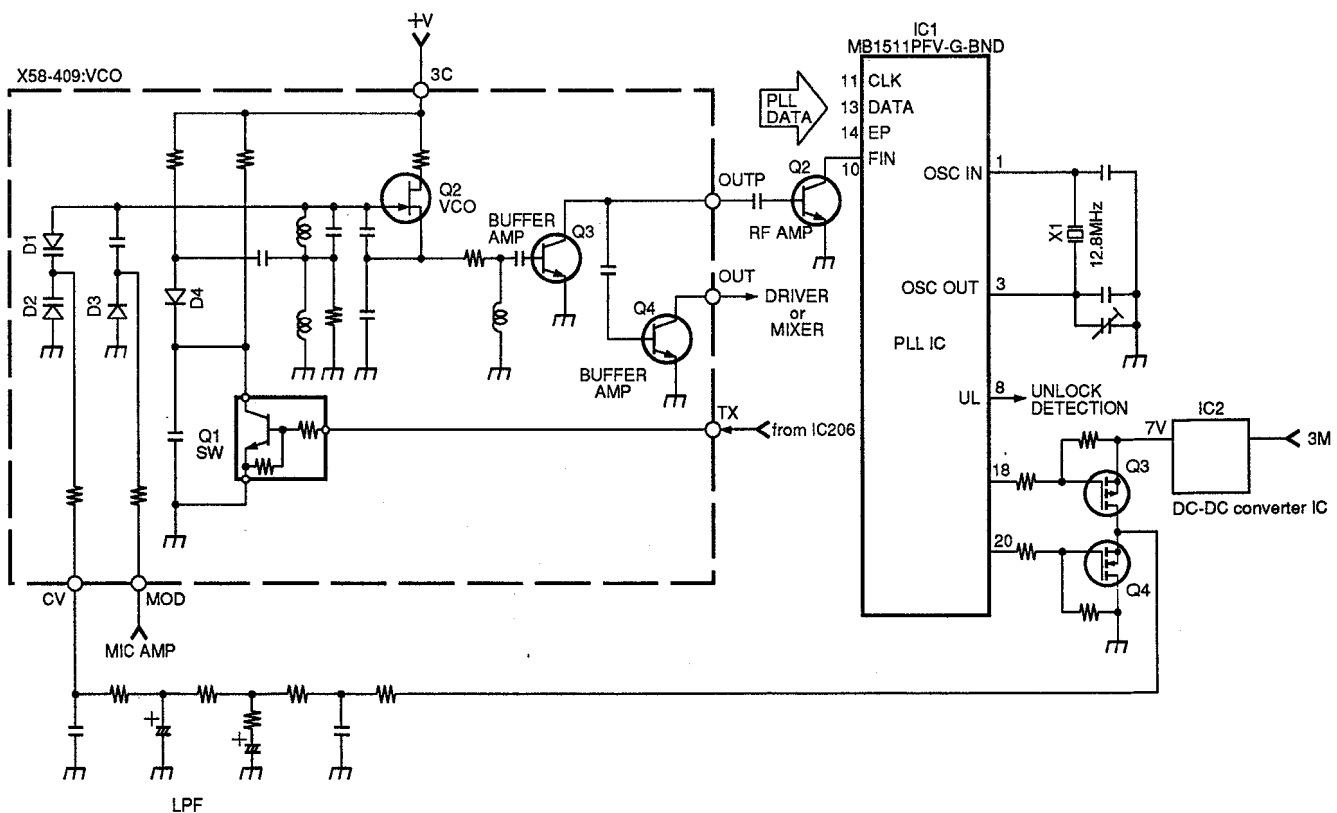 +V
3C
X58-409:VCO
IC1
MB1511PFV-G-BND
11 CLK
13 DATA
14 EP
10 FIN
PLL
DATA
OSC IN 1
OSC OUT 3
PLL IC
UL 8
18
20
Q2
VCO
BUFFER
AMP
Q3
D1
D2
D3
D4
Q4
BUFFER
AMP
Q1
SW
OUTP
Q2
RF AMP
OUT
DRIVER
or
MIXER
TX
from IC206
X1
12.8MHz
UNLOCK
DETECTION
7V
IC2
3M
DC-DC converter IC
Q3
Q4
CV
MOD
MIC AMP
+
+
LPF